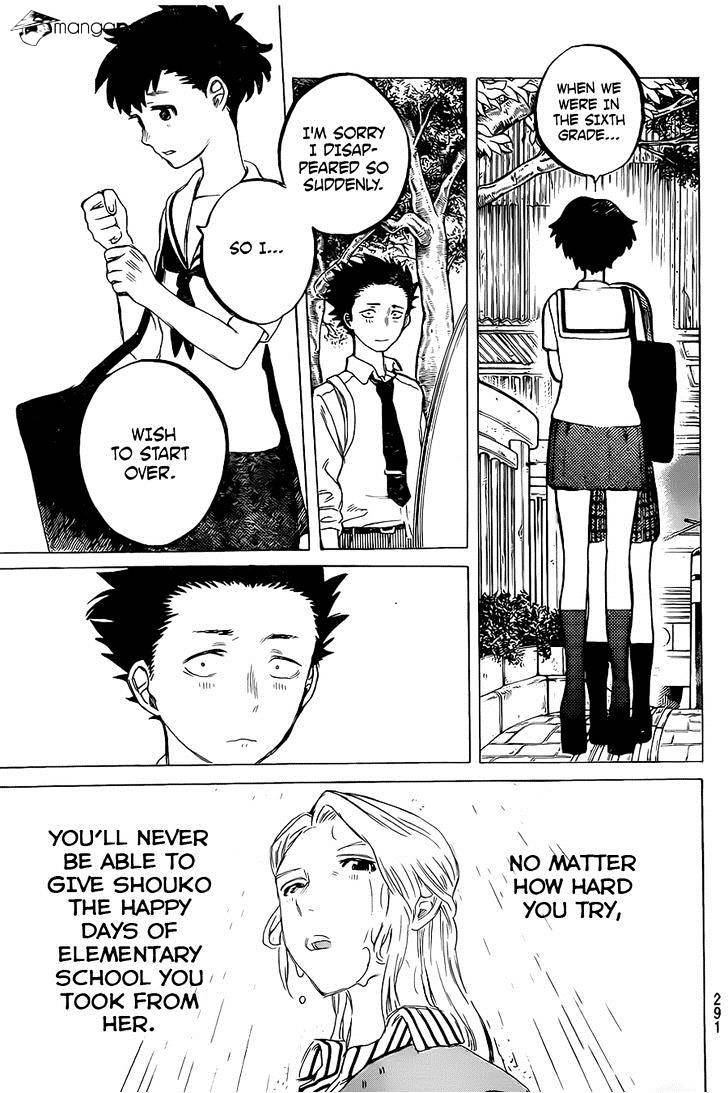 WHEN WE
WERE IN
THE SIXTH
GRADE...
I'M SORRY
I DISAP-
PEARED SO
SUDDENLY.
SO I...
WISH
TO START
OVER.
NO MATTER
HOW HARD
YOU TRY,
YOU'LL NEVER
BE ABLE TO
GIVE SHOUKO
THE HAPPY
DAYS OF
ELEMENTARY
SCHOOL YOU
TOOK FROM
HER.
291